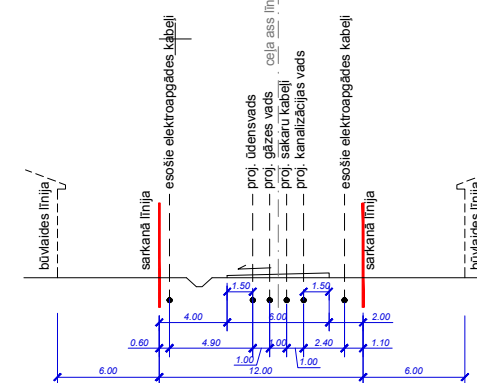 būvlaides līnija
sarkanā līnija
esošie elektroapgādes kabeļi
proj. ūdensvads
proj. gāzes vads
ceļa ass līn
proj. sakaru kabeļi
proj. kanalizācijas vads
esošie elektroapgādes kabeļi
sarkanā līnija
būvlaides līnija
1.50
1.50
4.00
6.00
2.00
0.60
4.90
1.00
1.00
1.00
2.40
1.10
6.00
12.00
6.00